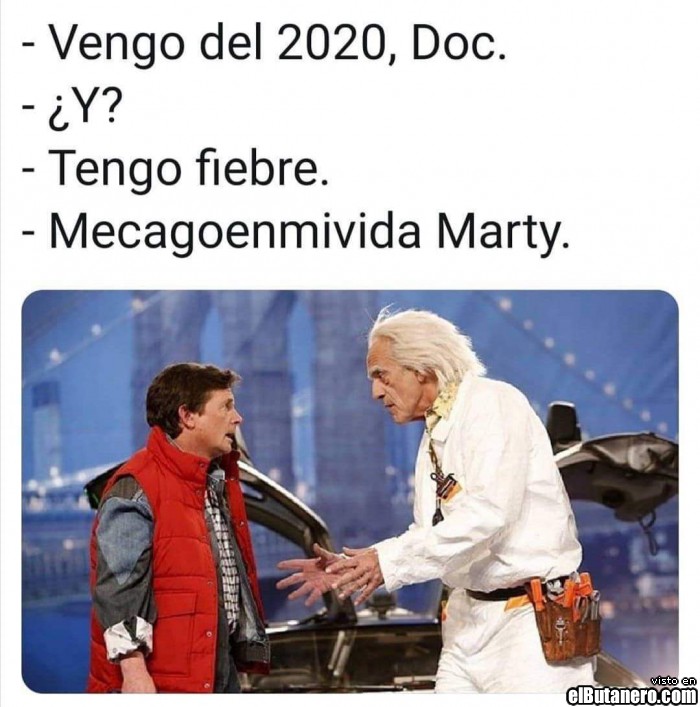 - Vengo del 2020, Doc.
- ¿Y?
- Tengo fiebre.
- Mecagoenmivida Marty.
visto en
elButanero.com